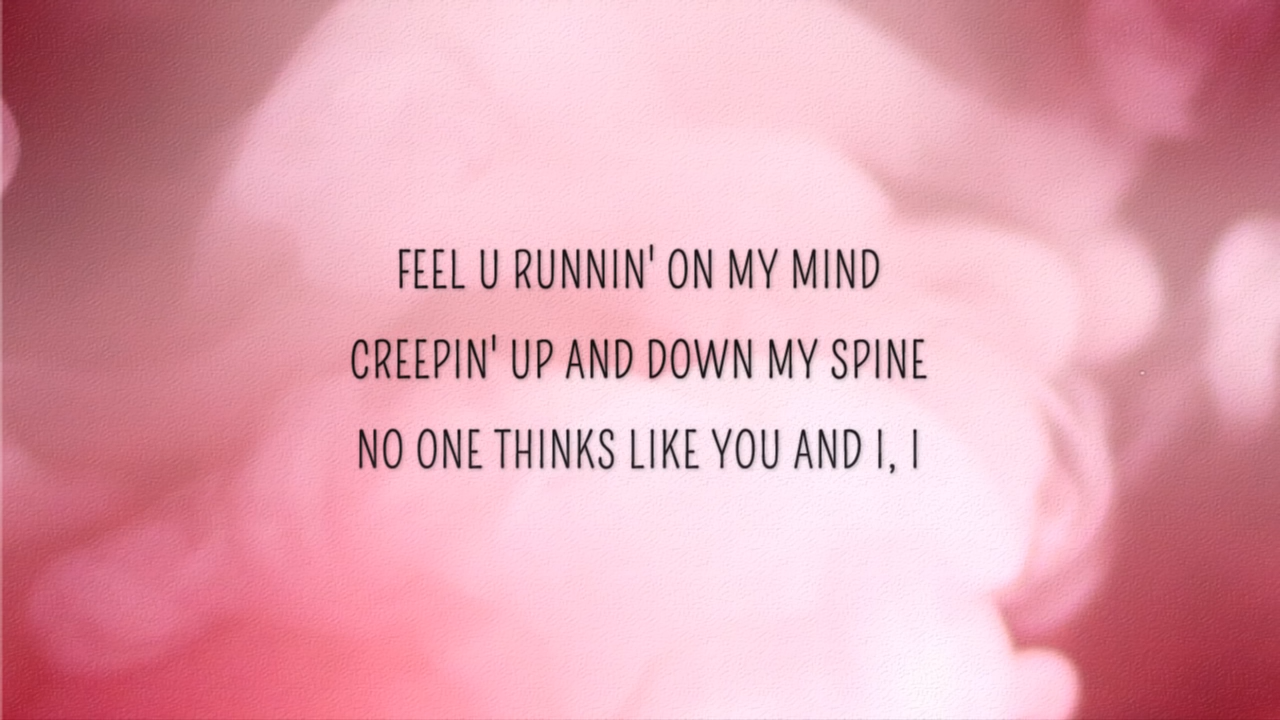 FEEL U RUNNIN' ON MY MIND
CREEPIN' UP AND DOWN MY SPINE
NO ONE THINKS LIKE YOU AND I, I